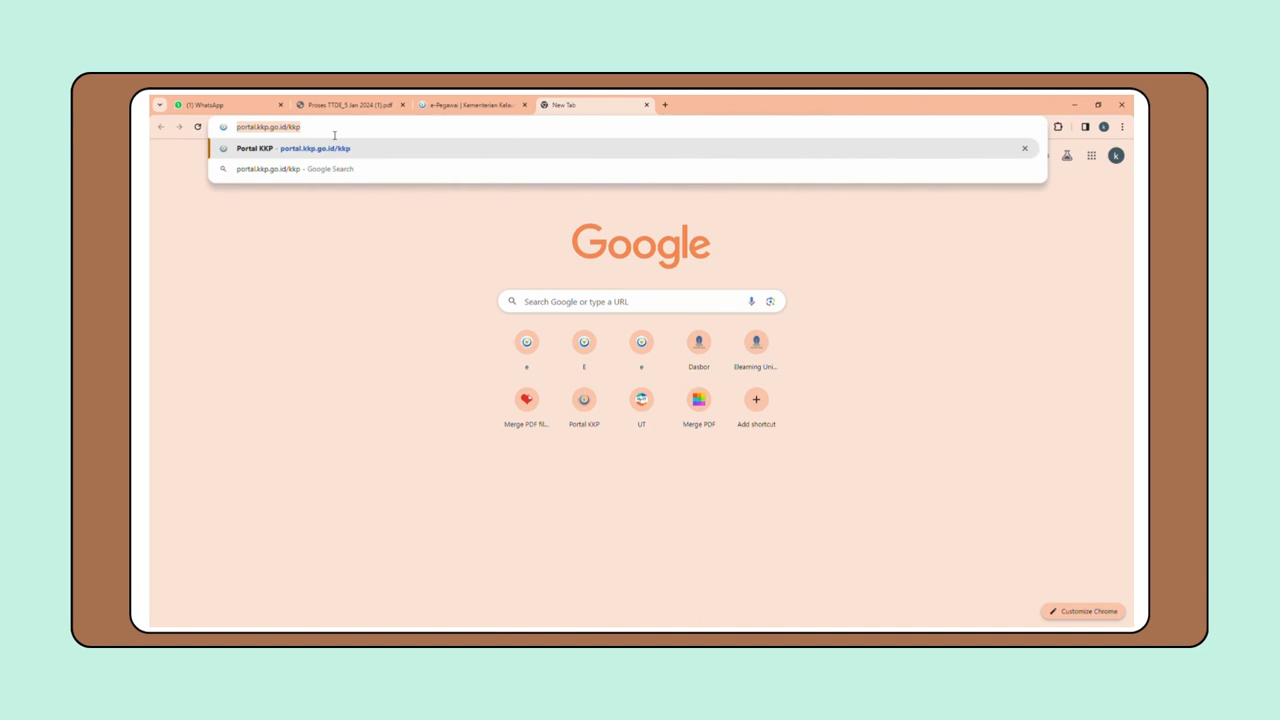 (1) WhatsApp
Proses TTDE_5 Jan 2024 (1).pdf
e-Pegawai | Kementerian Kela
New Tab
portal.kkp.go.id/kkp
Portal KKP - portal.kkp.go.id/kkp
portal.kkp.go.id/kkp - Google Search
k
Google
Search Google or type a URL
e
E
e
Dasbor
Elearning Uni...
Merge PDF fil...
Portal KKP
UT
Merge PDF
Add shortcut
Customize Chrome